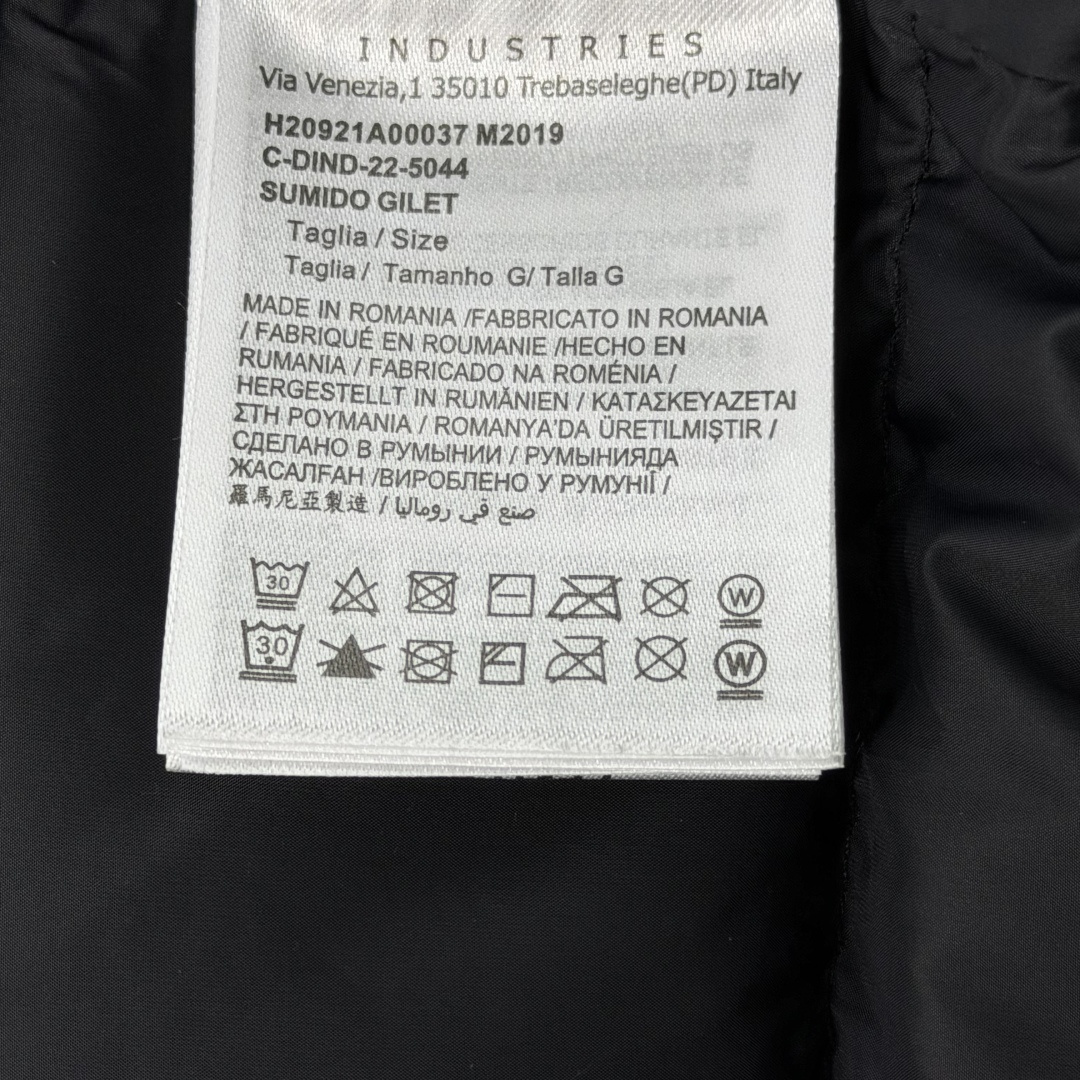 INDUSTRIES
Via Venezia,1 35010 Trebaseleghe(PD) Italy
H20921A00037 M2019
C-DIND-22-5044
SUMIDO GILET
Taglia / Size
Taglia / Tamanho G/ Talla G
MADE IN ROMANIA /FABBRICATO IN ROMANIA
/ FABRIQUÉ EN ROUMANIE /HECHO EN
RUMANIA / FABRICADO NA ROMÉNIA /
HERGESTELLT IN RUMĂNIEN / ΚΑΤΑΣΚΕΥΑΖΕΤΑΙ
ΣΤΗ ΡΟΥΜΑΝΙΑ / ROMANYA'DA ÜRETILMIŞTIR /
СДЕЛАНО В РУМЫНИИ / РУМЫНИЯДА
ЖАСАЛҒАН /ВИРОБЛЕНО У РУМУНІЇ /
羅馬尼亞製造 / صنع في روماليا
30 W
30 W